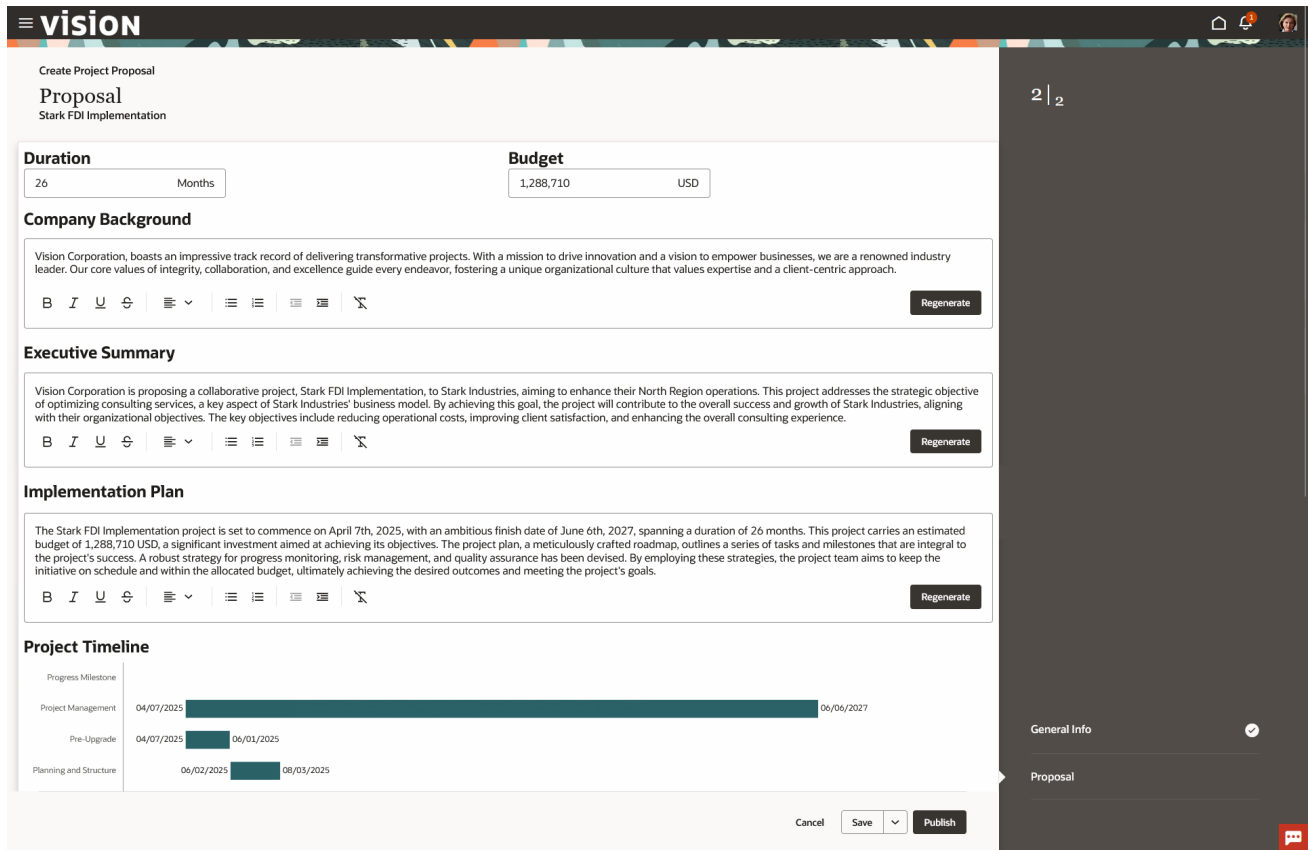 vision
1
Create Project Proposal
Proposal
Stark FDI Implementation
2 | 2
Duration
26 Months
Budget
1,288,710 USD
Company Background
Vision Corporation, boasts an impressive track record of delivering transformative projects. With a mission to drive innovation and a vision to empower businesses, we are a renowned industry
leader. Our core values of integrity, collaboration, and excellence guide every endeavor, fostering a unique organizational culture that values expertise and a client-centric approach.
B I U S
Regenerate
Executive Summary
Vision Corporation is proposing a collaborative project, Stark FDI Implementation, to Stark Industries, aiming to enhance their North Region operations. This project addresses the strategic objective
of optimizing consulting services, a key aspect of Stark Industries' business model. By achieving this goal, the project will contribute to the overall success and growth of Stark Industries, aligning
with their organizational objectives. The key objectives include reducing operational costs, improving client satisfaction, and enhancing the overall consulting experience.
B I U S
Regenerate
Implementation Plan
The Stark FDI Implementation project is set to commence on April 7th, 2025, with an ambitious finish date of June 6th, 2027, spanning a duration of 26 months. This project carries an estimated
budget of 1,288,710 USD, a significant investment aimed at achieving its objectives. The project plan, a meticulously crafted roadmap, outlines a series of tasks and milestones that are integral to
the project's success. A robust strategy for progress monitoring, risk management, and quality assurance has been devised. By employing these strategies, the project team aims to keep the
initiative on schedule and within the allocated budget, ultimately achieving the desired outcomes and meeting the project's goals.
B I U S
Regenerate
Project Timeline
Progress Milestone
Project Management 04/07/2025 06/06/2027
Pre-Upgrade 04/07/2025 06/01/2025
Planning and Structure 06/02/2025 08/03/2025
General Info
Proposal
Cancel Save Publish